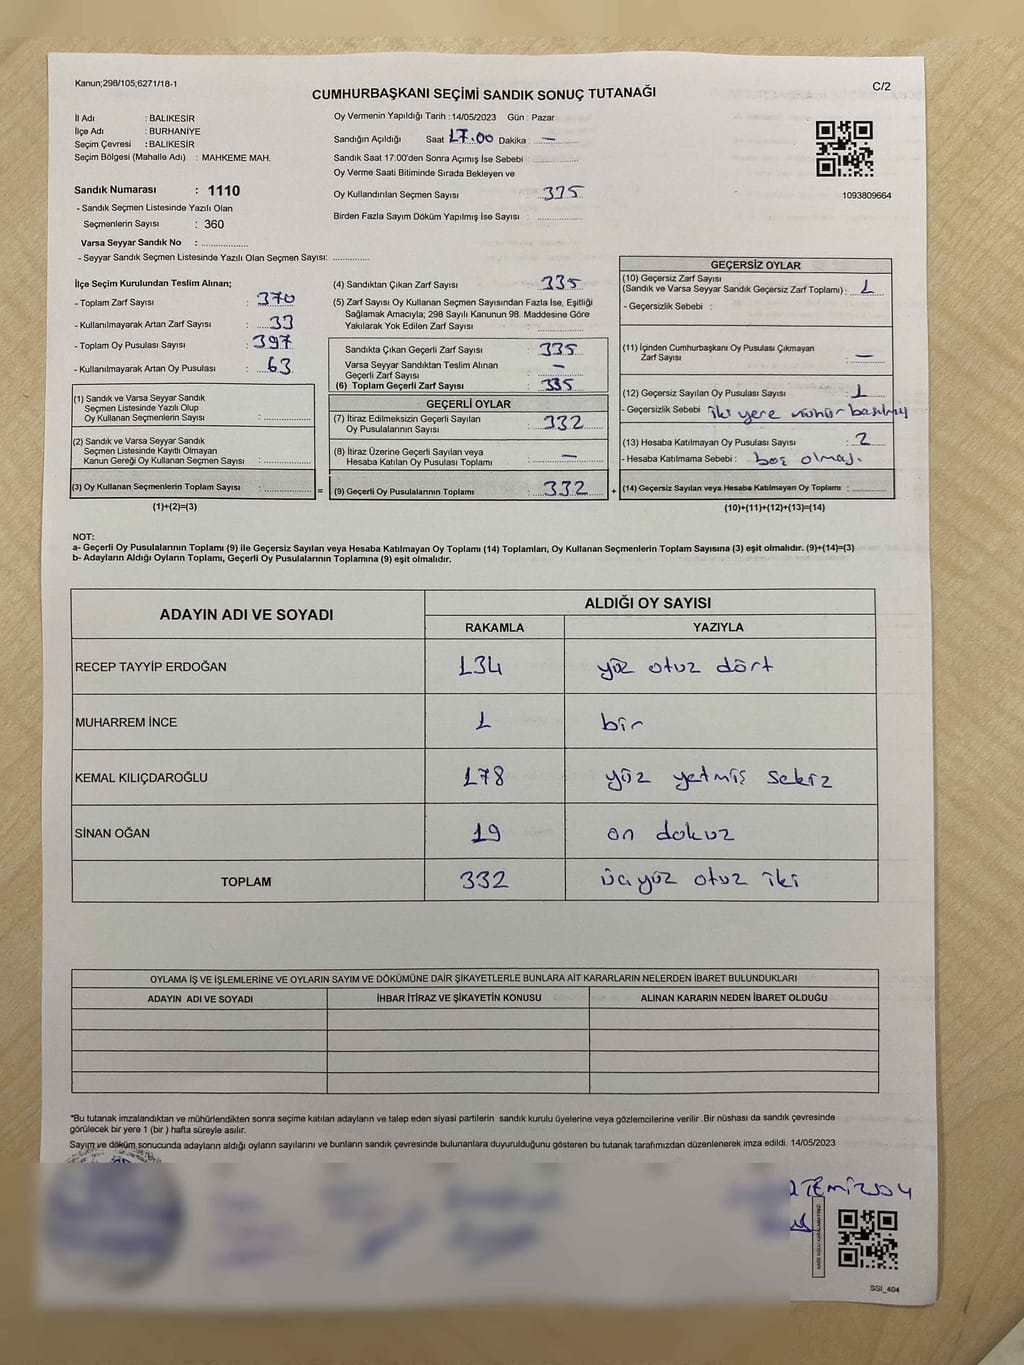 Kanun;298/105;6271/18-1
CUMHURBAŞKANI SEÇİMİ SANDIK SONUÇ TUTANAĞI
C/2
İl Adı : BALIKESİR
İlçe Adı : BURHANİYE
Seçim Çevresi : BALIKESİR
Seçim Bölgesi (Mahalle Adı) : MAHKEME MAH.
Sandık Numarası : 1110
- Sandık Seçmen Listesinde Yazılı Olan
Seçmenlerin Sayısı : 360
Varsa Seyyar Sandık No : ................
- Seyyar Sandık Seçmen Listesinde Yazılı Olan Seçmen Sayısı: .............
Oy Vermenin Yapıldığı Tarih : 14/05/2023 Gün : Pazar
Sandığın Açıldığı Saat 17.00 Dakika : —
Sandık Saat 17:00'den Sonra Açımış İse Sebebi ..............
Oy Verme Saati Bitiminde Sırada Bekleyen ve
Oy Kullandırılan Seçmen Sayısı : 335
Birden Fazla Sayım Döküm Yapılmış İse Sayısı : ..............
1093809664
İlçe Seçim Kurulundan Teslim Alınan;
- Toplam Zarf Sayısı : 370
- Kullanılmayarak Artan Zarf Sayısı : 33
- Toplam Oy Pusulası Sayısı : 397
- Kullanılmayarak Artan Oy Pusulası : 63
(1) Sandık ve Varsa Seyyar Sandık
Seçmen Listesinde Yazılı Olup
Oy Kullanan Seçmenlerin Sayısı : ..............
(2) Sandık ve Varsa Seyyar Sandık
Seçmen Listesinde Kayıtlı Olmayan
Kanun Gereği Oy Kullanan Seçmen Sayısı : ..............
(3) Oy Kullanan Seçmenlerin Toplam Sayısı : ..............
(1)+(2)=(3)
(4) Sandıktan Çıkan Zarf Sayısı : 335
(5) Zarf Sayısı Oy Kullanan Seçmen Sayısından Fazla İse, Eşitliği
Sağlamak Amacıyla; 298 Sayılı Kanunun 98. Maddesine Göre
Yakılarak Yok Edilen Zarf Sayısı : ..............
Sandıkta Çıkan Geçerli Zarf Sayısı : 335
Varsa Seyyar Sandıktan Teslim Alınan
Geçerli Zarf Sayısı : —
(6) Toplam Geçerli Zarf Sayısı : 335
GEÇERLİ OYLAR
(7) İtiraz Edilmeksizin Geçerli Sayılan
Oy Pusulalarının Sayısı : 332
(8) İtiraz Üzerine Geçerli Sayılan veya
Hesaba Katılan Oy Pusulası Toplamı : —
= (9) Geçerli Oy Pusulalarının Toplamı : 332
GEÇERSİZ OYLAR
(10) Geçersiz Zarf Sayısı
(Sandık ve Varsa Seyyar Sandık Geçersiz Zarf Toplamı) : 1
- Geçersizlik Sebebi :
(11) İçinden Cumhurbaşkanı Oy Pusulası Çıkmayan
Zarf Sayısı : —
(12) Geçersiz Sayılan Oy Pusulası Sayısı : 1
- Geçersizlik Sebebi : iki yere mühür basılmış
(13) Hesaba Katılmayan Oy Pusulası Sayısı : 2
- Hesaba Katılmama Sebebi : boş olması.
+ (14) Geçersiz Sayılan veya Hesaba Katılmayan Oy Toplamı : ..............
(10)+(11)+(12)+(13)=(14)
NOT:
a- Geçerli Oy Pusulalarının Toplamı (9) ile Geçersiz Sayılan veya Hesaba Katılmayan Oy Toplamı (14) Toplamları, Oy Kullanan Seçmenlerin Toplam Sayısına (3) eşit olmalıdır. (9)+(14)=(3)
b- Adayların Aldığı Oyların Toplamı, Geçerli Oy Pusulalarının Toplamına (9) eşit olmalıdır.
ADAYIN ADI VE SOYADI ALDIĞI OY SAYISI
RAKAMLA YAZIYLA
RECEP TAYYİP ERDOĞAN 134 yüz otuz dört
MUHARREM İNCE 1 bir
KEMAL KILIÇDAROĞLU 178 yüz yetmiş sekiz
SİNAN OĞAN 19 on dokuz
TOPLAM 332 üçyüz otuz iki
OYLAMA İŞ VE İŞLEMLERİNE VE OYLARIN SAYIM VE DÖKÜMÜNE DAİR ŞİKAYETLERLE BUNLARA AİT KARARLARIN NELERDEN İBARET BULUNDUKLARI
ADAYIN ADI VE SOYADI İHBAR İTİRAZ VE ŞİKAYETİN KONUSU ALINAN KARARIN NEDEN İBARET OLDUĞU
*Bu tutanak imzalandıktan ve mühürlendikten sonra seçime katılan adayların ve talep eden siyasi partilerin sandık kurulu üyelerine veya gözlemcilerine verilir .Bir nüshası da sandık çevresinde
görülecek bir yere 1 (bir ) hafta süreyle asılır.
Sayım ve döküm sonucunda adayların aldığı oyların sayılarını ve bunların sandık çevresinde bulunanlara duyurulduğunu gösteren bu tutanak tarafımızdan düzenlenerek imza edildi. 14/05/2023
SSI_404